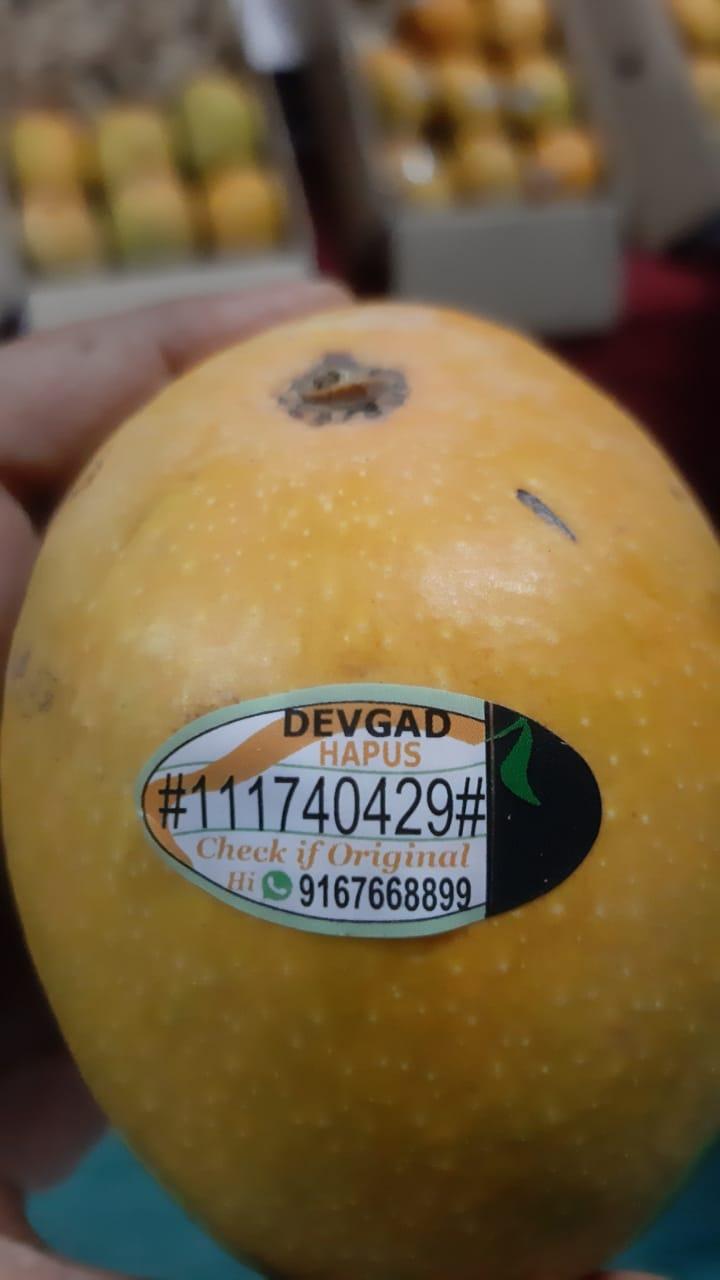 DEVGAD
HAPUS
#111740429#
Check if Original
Hi 9167668899